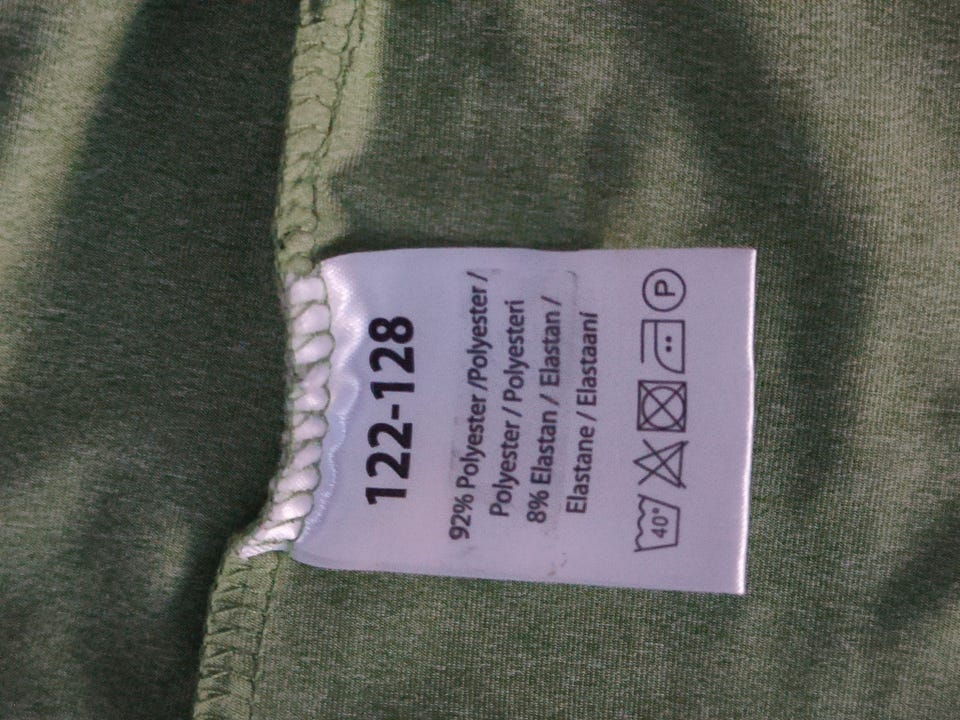 122-128
92% Polyester /Polyester /
Polyester / Polyesteri
8% Elastan / Elastan /
Elastane / Elastaani
40° P